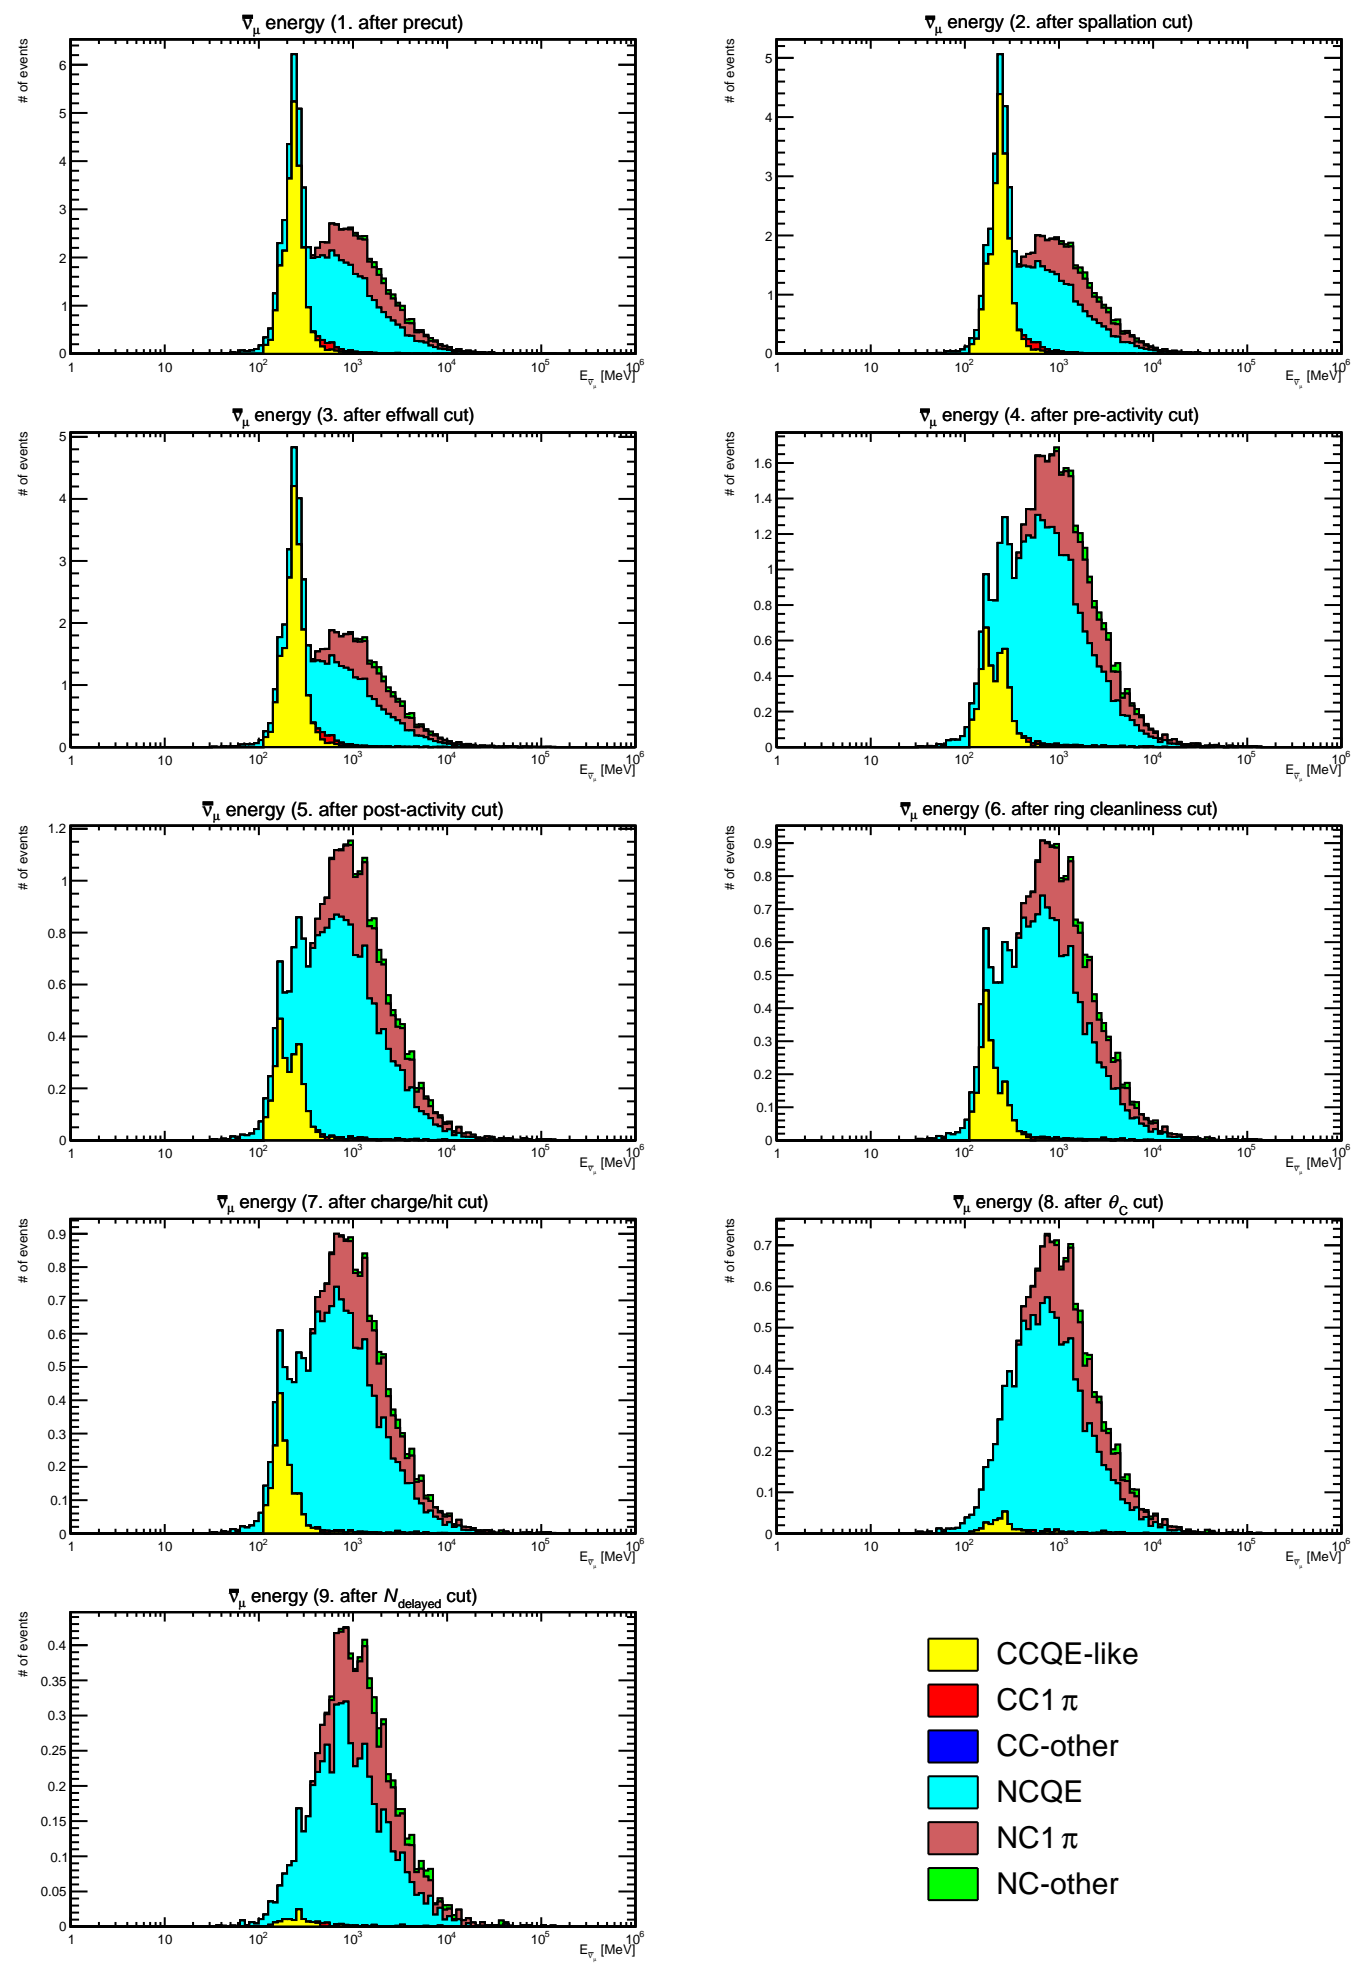 ν̅μ energy (1. after precut)
# of events
6
5
4
3
2
1
0
1 10 10² 10³ 10⁴ 10⁵ 10⁶
Eν̅μ [MeV]
ν̅μ energy (2. after spallation cut)
# of events
5
4
3
2
1
0
1 10 10² 10³ 10⁴ 10⁵ 10⁶
Eν̅μ [MeV]
ν̅μ energy (3. after effwall cut)
# of events
5
4
3
2
1
0
1 10 10² 10³ 10⁴ 10⁵ 10⁶
Eν̅μ [MeV]
ν̅μ energy (4. after pre-activity cut)
# of events
1.6
1.4
1.2
1
0.8
0.6
0.4
0.2
0
1 10 10² 10³ 10⁴ 10⁵ 10⁶
Eν̅μ [MeV]
ν̅μ energy (5. after post-activity cut)
# of events
1.2
1
0.8
0.6
0.4
0.2
0
1 10 10² 10³ 10⁴ 10⁵ 10⁶
Eν̅μ [MeV]
ν̅μ energy (6. after ring cleanliness cut)
# of events
0.9
0.8
0.7
0.6
0.5
0.4
0.3
0.2
0.1
0
1 10 10² 10³ 10⁴ 10⁵ 10⁶
Eν̅μ [MeV]
ν̅μ energy (7. after charge/hit cut)
# of events
0.9
0.8
0.7
0.6
0.5
0.4
0.3
0.2
0.1
0
1 10 10² 10³ 10⁴ 10⁵ 10⁶
Eν̅μ [MeV]
ν̅μ energy (8. after θC cut)
# of events
0.7
0.6
0.5
0.4
0.3
0.2
0.1
0
1 10 10² 10³ 10⁴ 10⁵ 10⁶
Eν̅μ [MeV]
ν̅μ energy (9. after Ndelayed cut)
# of events
0.4
0.35
0.3
0.25
0.2
0.15
0.1
0.05
0
1 10 10² 10³ 10⁴ 10⁵ 10⁶
Eν̅μ [MeV]
CCQE-like
CC1 π
CC-other
NCQE
NC1 π
NC-other